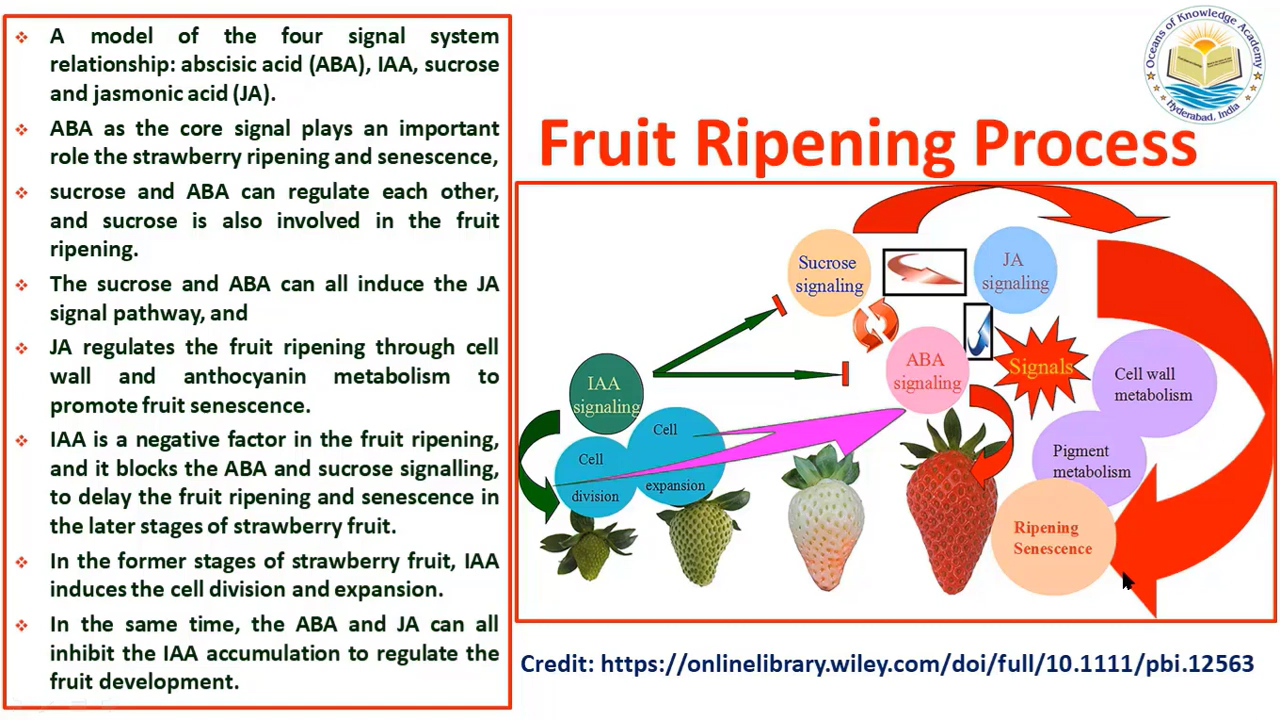 ❖ A model of the four signal system
relationship: abscisic acid (ABA), IAA, sucrose
and jasmonic acid (JA).
❖ ABA as the core signal plays an important
role the strawberry ripening and senescence,
❖ sucrose and ABA can regulate each other,
and sucrose is also involved in the fruit
ripening.
❖ The sucrose and ABA can all induce the JA
signal pathway, and
❖ JA regulates the fruit ripening through cell
wall and anthocyanin metabolism to
promote fruit senescence.
❖ IAA is a negative factor in the fruit ripening,
and it blocks the ABA and sucrose signalling,
to delay the fruit ripening and senescence in
the later stages of strawberry fruit.
❖ In the former stages of strawberry fruit, IAA
induces the cell division and expansion.
❖ In the same time, the ABA and JA can all
inhibit the IAA accumulation to regulate the
fruit development.
Oceans of Knowledge Academy
Hyderabad, India
Fruit Ripening Process
Sucrose
signaling
JA
signaling
IAA
signaling
ABA
signaling
Signals
Cell wall
metabolism
Pigment
metabolism
Cell
expansion
Cell
division
Ripening
Senescence
Credit: https://onlinelibrary.wiley.com/doi/full/10.1111/pbi.12563